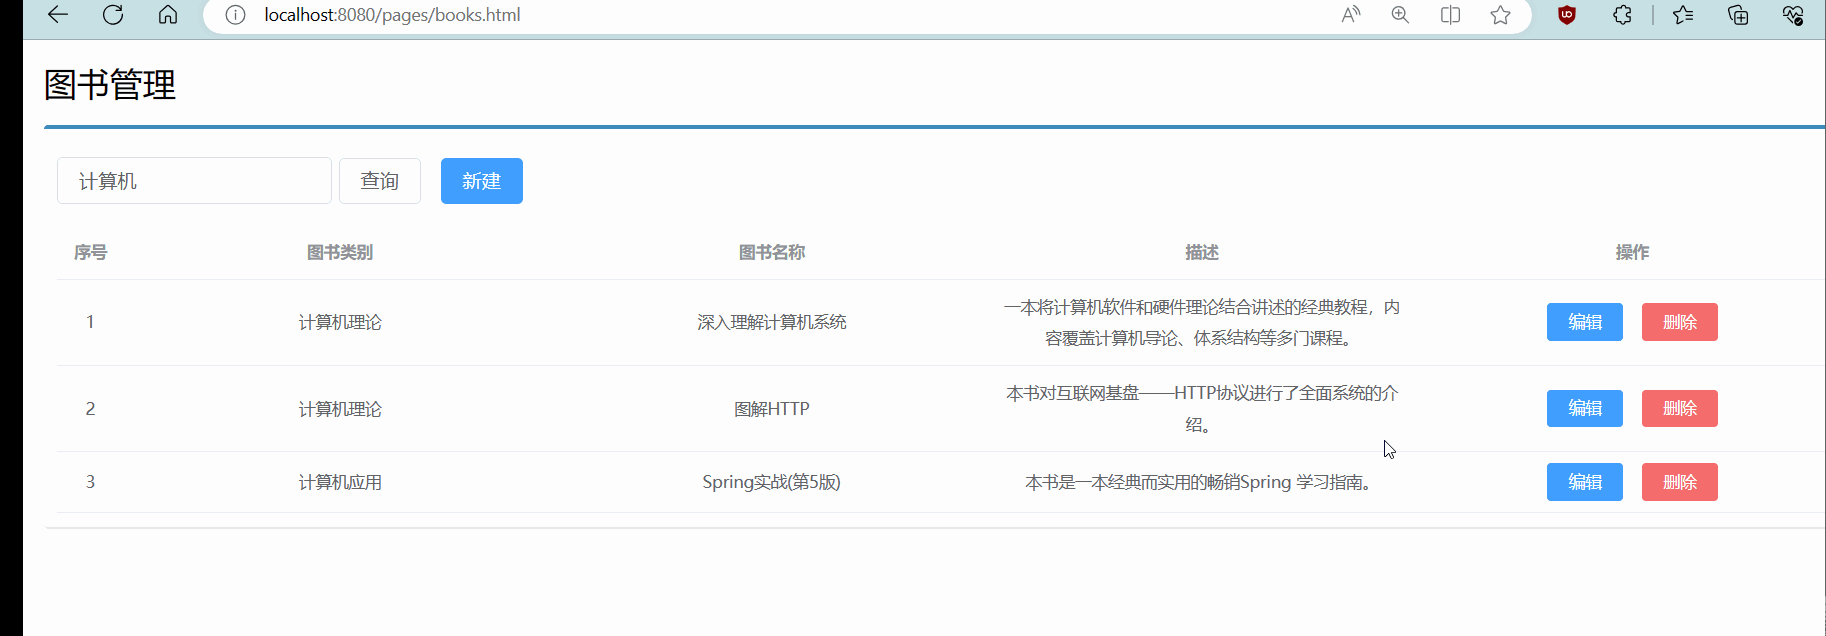 localhost:8080/pages/books.html
图书管理
计算机 查询 新建
序号 图书类别 图书名称 描述 操作
1 计算机理论 深入理解计算机系统 一本将计算机软件和硬件理论结合讲述的经典教程，内
容覆盖计算机导论、体系结构等多门课程。 编辑 删除
2 计算机理论 图解HTTP 本书对互联网基盘——HTTP协议进行了全面系统的介
绍。 编辑 删除
3 计算机应用 Spring实战(第5版) 本书是一本经典而实用的畅销Spring 学习指南。 编辑 删除